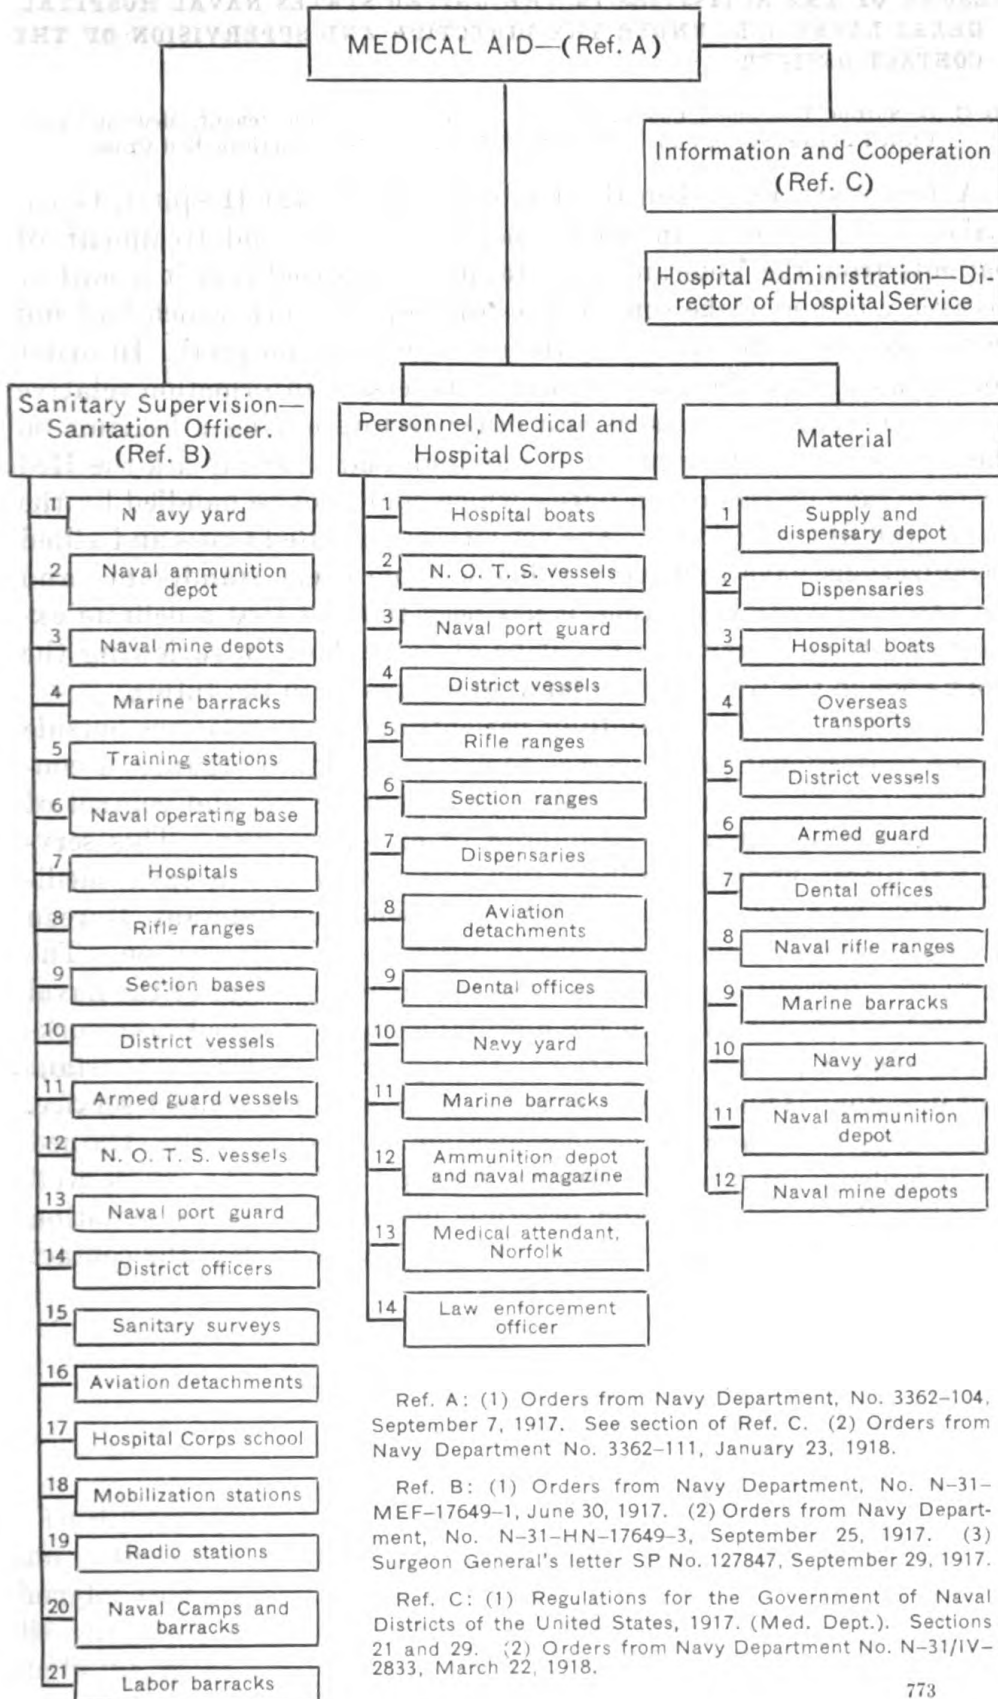 MEDICAL AID—(Ref. A)
Information and Cooperation
(Ref. C)
Hospital Administration—Di-
rector of Hospital Service
Sanitary Supervision—
Sanitation Officer.
(Ref. B)
1 N avy yard
2 Naval ammunition
depot
3 Naval mine depots
4 Marine barracks
5 Training stations
6 Naval operating base
7 Hospitals
8 Rifle ranges
9 Section bases
10 District vessels
11 Armed guard vessels
12 N. O. T. S. vessels
13 Naval port guard
14 District officers
15 Sanitary surveys
16 Aviation detachments
17 Hospital Corps school
18 Mobilization stations
19 Radio stations
20 Naval Camps and
barracks
21 Labor barracks
Personnel, Medical and
Hospital Corps
1 Hospital boats
2 N. O. T. S. vessels
3 Naval port guard
4 District vessels
5 Rifle ranges
6 Section ranges
7 Dispensaries
8 Aviation
detachments
9 Dental offices
10 Navy yard
11 Marine barracks
12 Ammunition depot
and naval magazine
13 Medical attendant,
Norfolk
14 Law enforcement
officer
Material
1 Supply and
dispensary depot
2 Dispensaries
3 Hospital boats
4 Overseas
transports
5 District vessels
6 Armed guard
7 Dental offices
8 Naval rifle ranges
9 Marine barracks
10 Navy yard
11 Naval ammunition
depot
12 Naval mine depots
Ref. A: (1) Orders from Navy Department, No. 3362–104,
September 7, 1917. See section of Ref. C. (2) Orders from
Navy Department No. 3362–111, January 23, 1918.
Ref. B: (1) Orders from Navy Department, No. N–31–
MEF–17649–1, June 30, 1917. (2) Orders from Navy Depart-
ment, No. N–31–HN–17649–3, September 25, 1917. (3)
Surgeon General's letter SP No. 127847, September 29, 1917.
Ref. C: (1) Regulations for the Government of Naval
Districts of the United States, 1917. (Med. Dept.). Sections
21 and 29. (2) Orders from Navy Department No. N–31/IV–
2833, March 22, 1918.
773